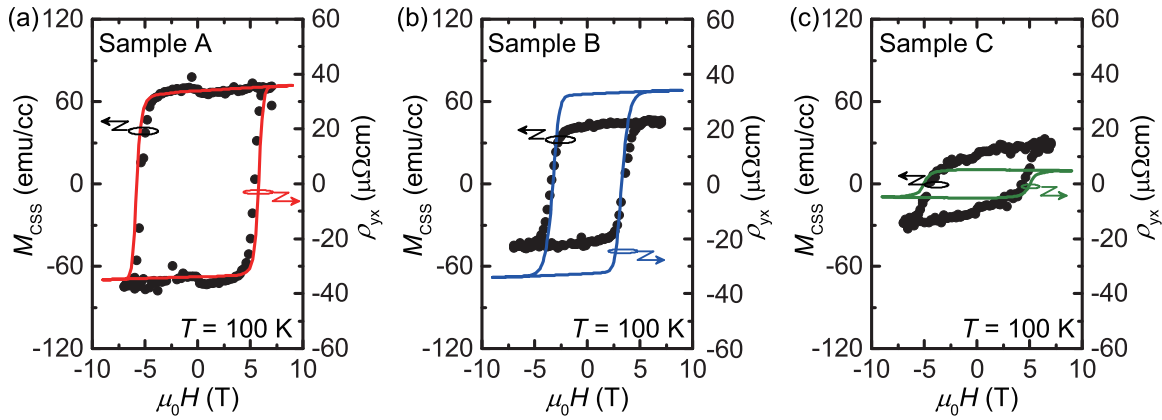 (a)
Sample A
T = 100 K
M_CSS (emu/cc)
120
60
0
-60
-120
ρ_yx (μΩcm)
60
40
20
0
-20
-40
-60
-10 -5 0 5 10
μ₀H (T)
(b)
Sample B
T = 100 K
M_CSS (emu/cc)
120
60
0
-60
-120
ρ_yx (μΩcm)
60
40
20
0
-20
-40
-60
-10 -5 0 5 10
μ₀H (T)
(c)
Sample C
T = 100 K
M_CSS (emu/cc)
120
60
0
-60
-120
ρ_yx (μΩcm)
60
40
20
0
-20
-40
-60
-10 -5 0 5 10
μ₀H (T)